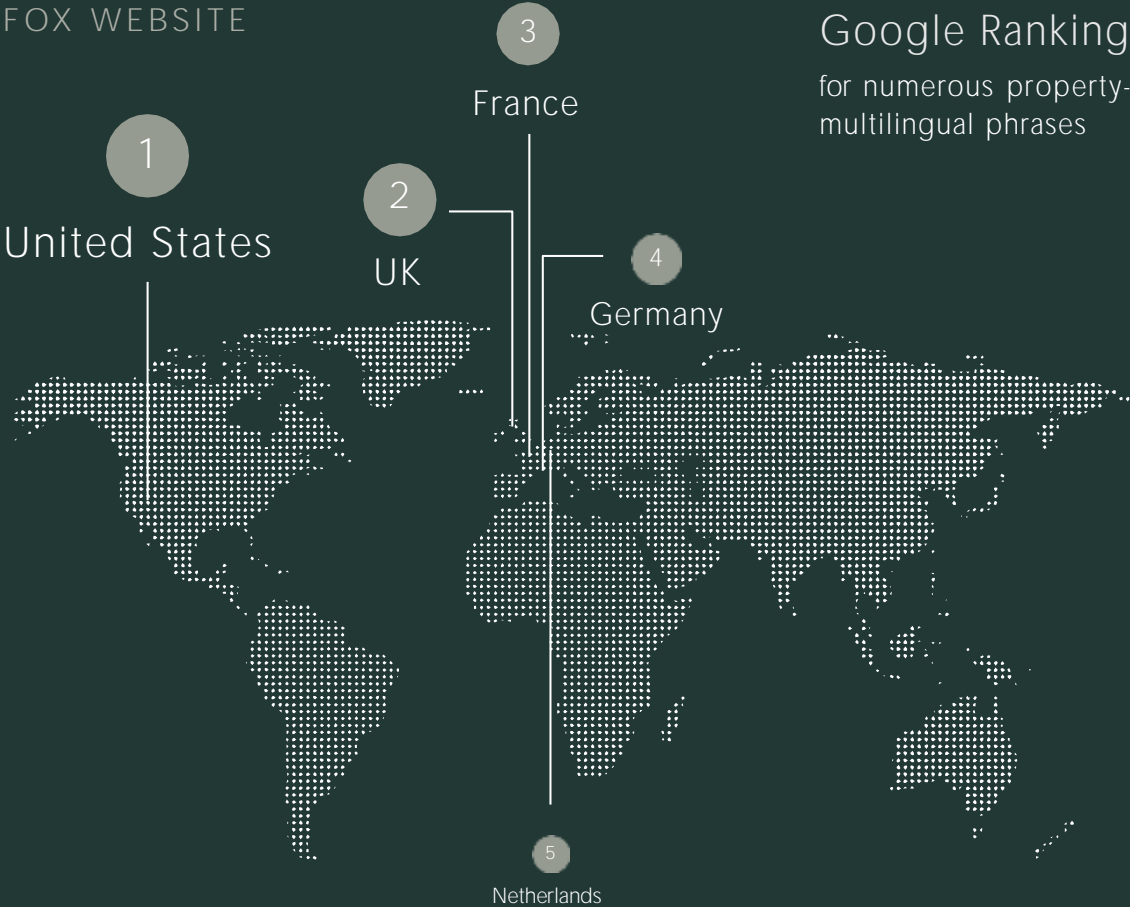 FOX WEBSITE
3
France
Google Ranking
for numerous property-
multilingual phrases
1
United States
2
UK
4
Germany
5
Netherlands